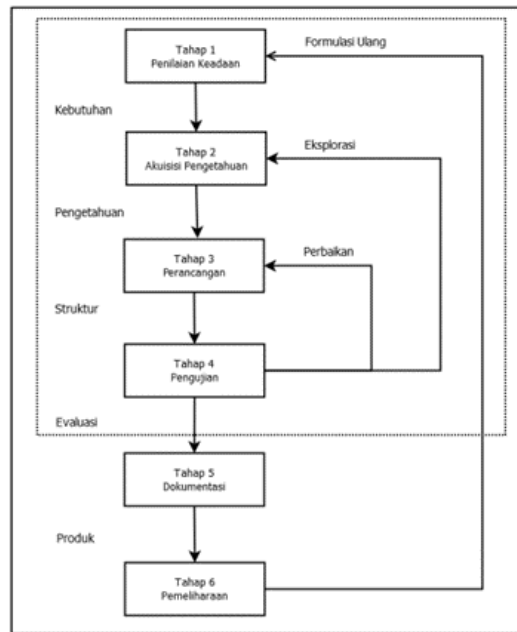 Tahap 1
Penilaian Keadaan
Formulasi Ulang
Kebutuhan
Tahap 2
Akuisisi Pengetahuan
Eksplorasi
Pengetahuan
Tahap 3
Perancangan
Perbaikan
Struktur
Tahap 4
Pengujian
Evaluasi
Tahap 5
Dokumentasi
Produk
Tahap 6
Pemeliharaan